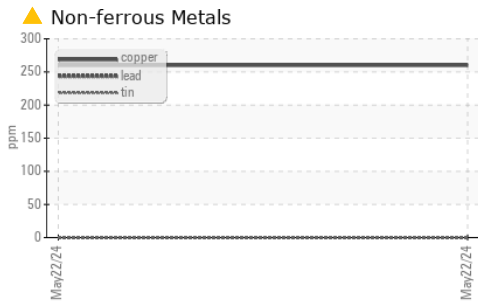 Non-ferrous Metals
300
250
200
150
100
50
0
ppm
copper
lead
tin
May22/24
May22/24